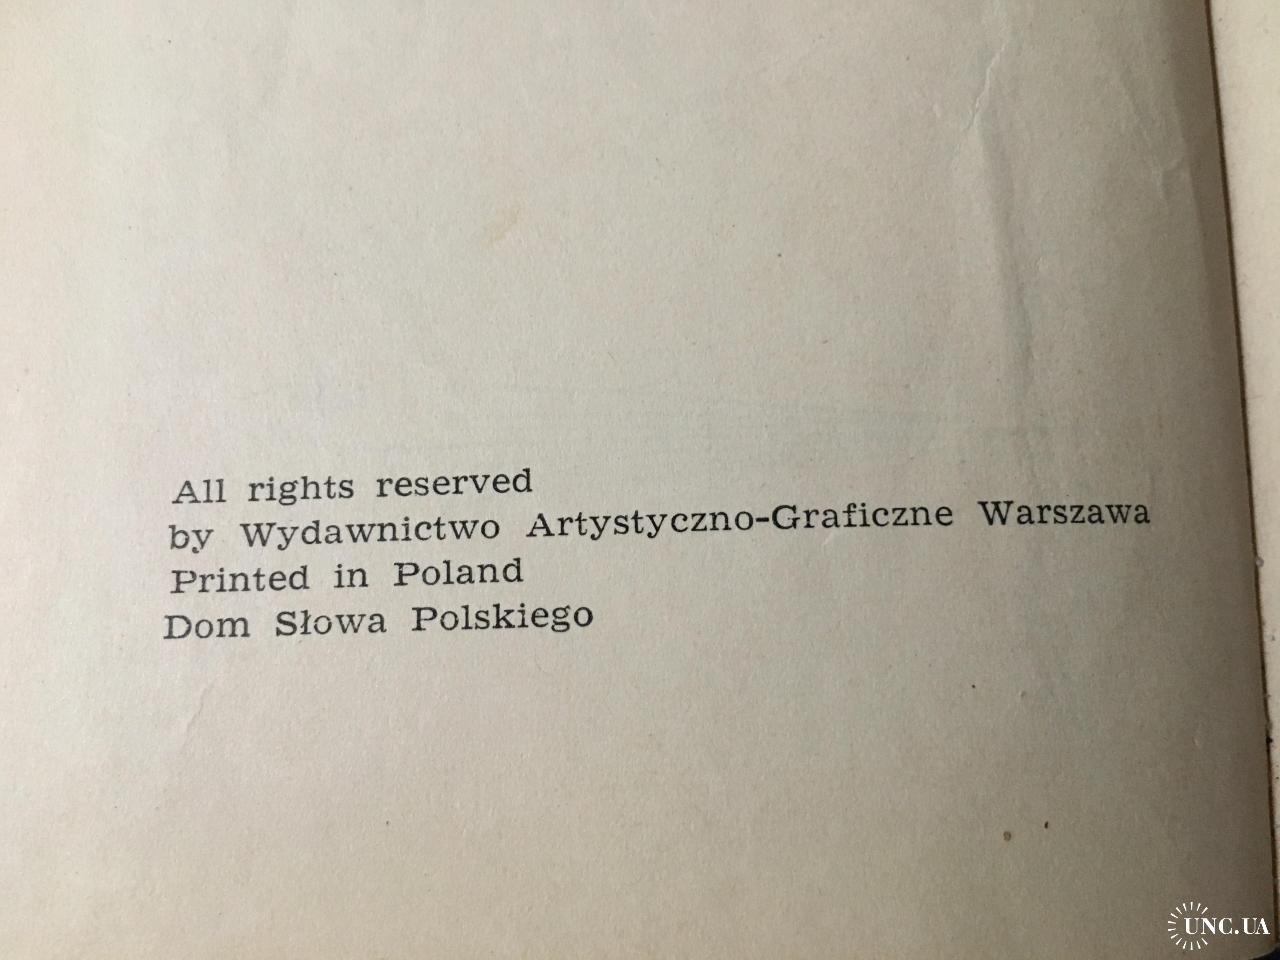 All rights reserved
by Wydawnictwo Artystyczno-Graficzne Warszawa
Printed in Poland
Dom Słowa Polskiego
UNC.UA